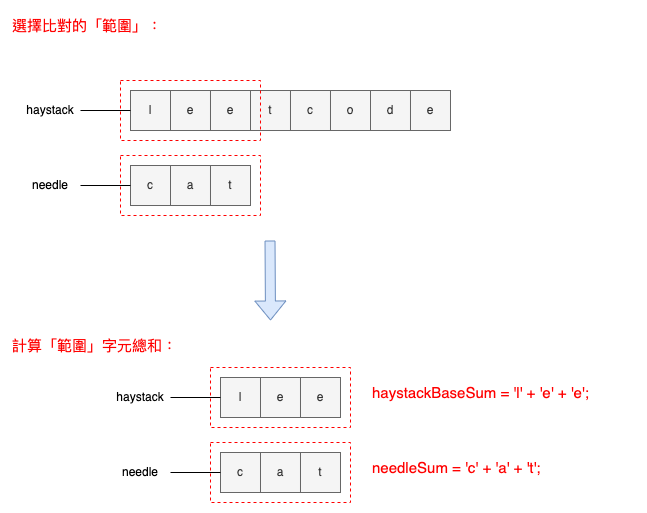 選擇比對的「範圍」：
haystack l e e t c o d e
needle c a t
計算「範圍」字元總和：
haystack l e e haystackBaseSum = 'l' + 'e' + 'e';
needle c a t needleSum = 'c' + 'a' + 't';